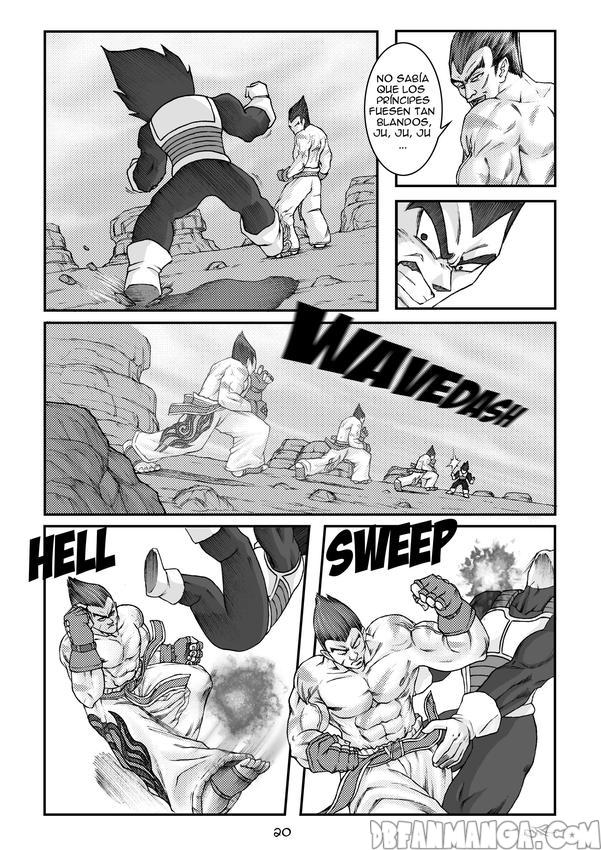 NO SABÍA
QUE LOS
PRÍNCIPES
FUESEN TAN
BLANDOS,
JU, JU, JU
...
WAVEDASH
HELL
SWEEP
20
DBFANMANGA.COM